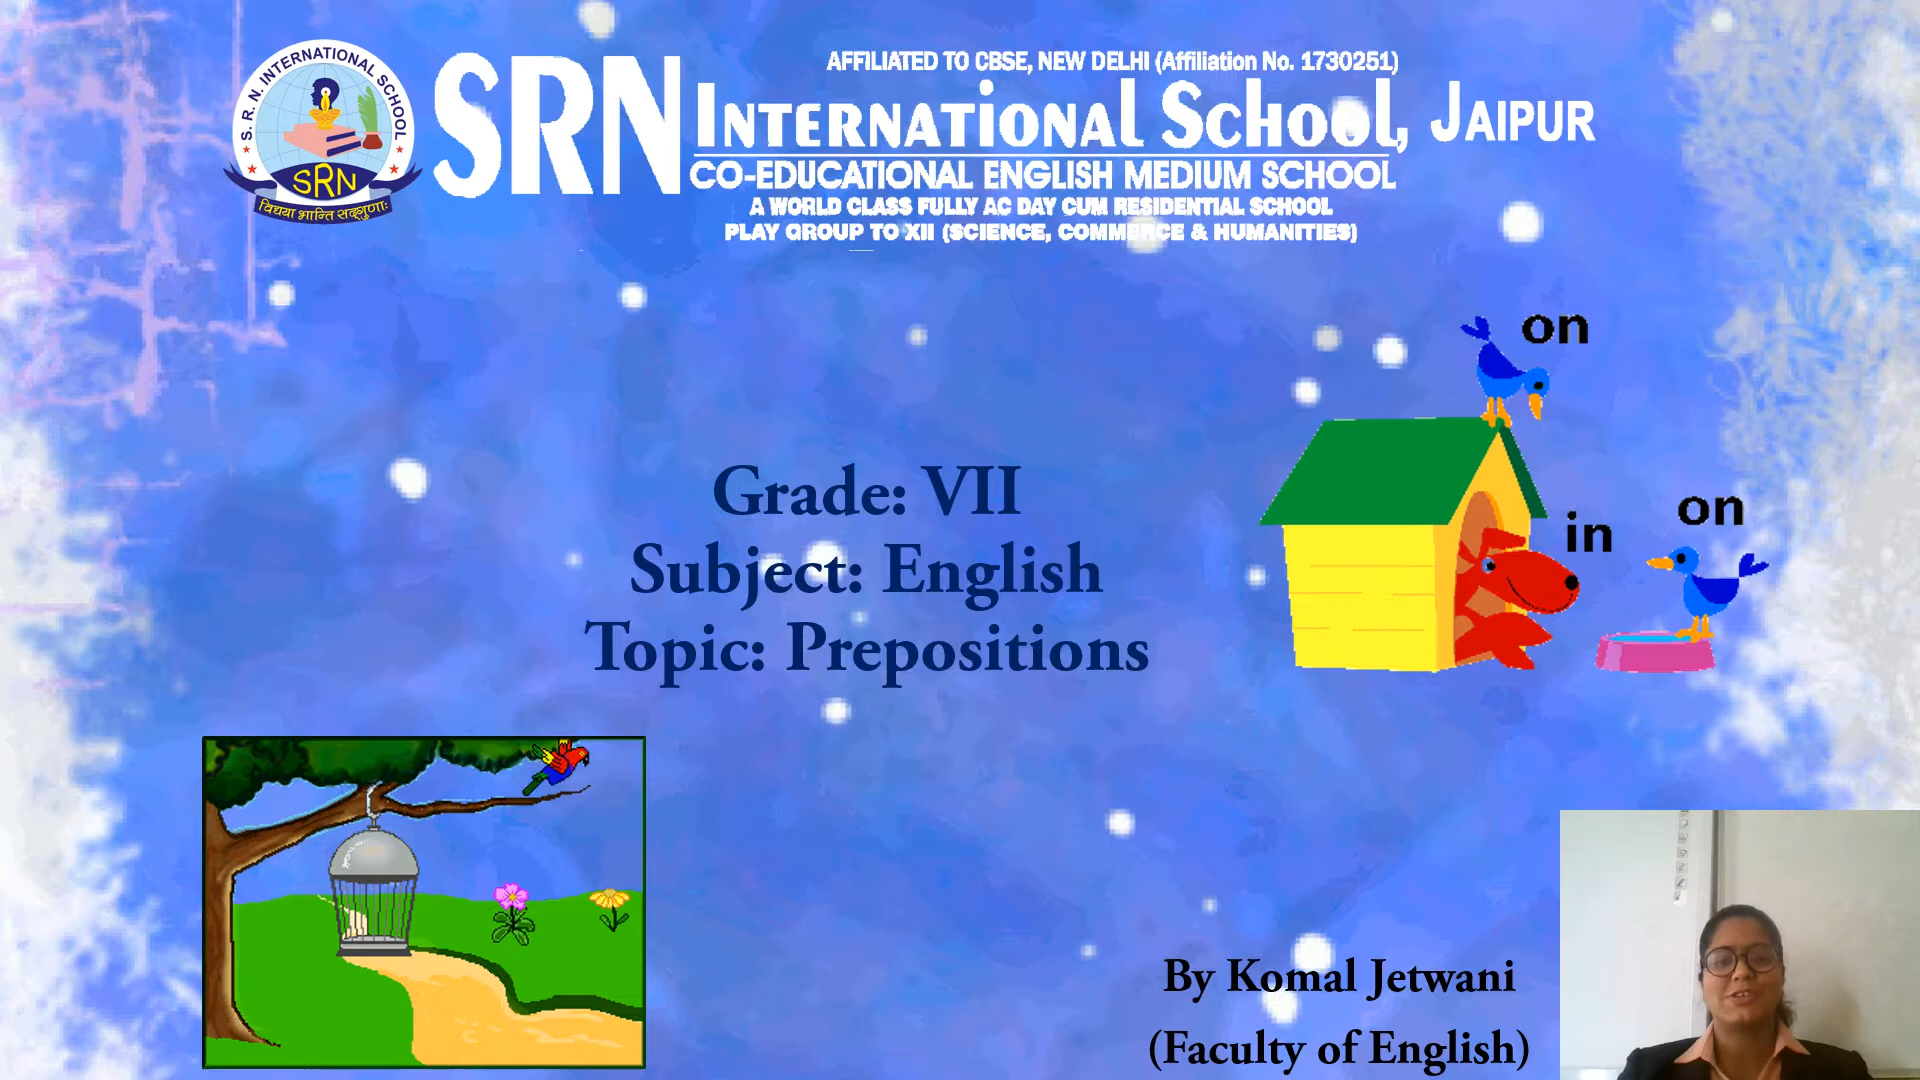 S. R. N. INTERNATIONAL SCHOOL
SRN
विद्यया भान्ति सद्गुणाः
AFFILIATED TO CBSE, NEW DELHI (Affiliation No. 1730251)
SRN INTERNATiONAL SCHOOL, JAIPUR
CO-EDUCATIONAL ENGLISH MEDIUM SCHOOL
A WORLD CLASS FULLY AC DAY CUM RESIDENTIAL SCHOOL
PLAY GROUP TO XII (SCIENCE, COMMERCE & HUMANITIES)
on
in
on
Grade: VII
Subject: English
Topic: Prepositions
By Komal Jetwani
(Faculty of English)